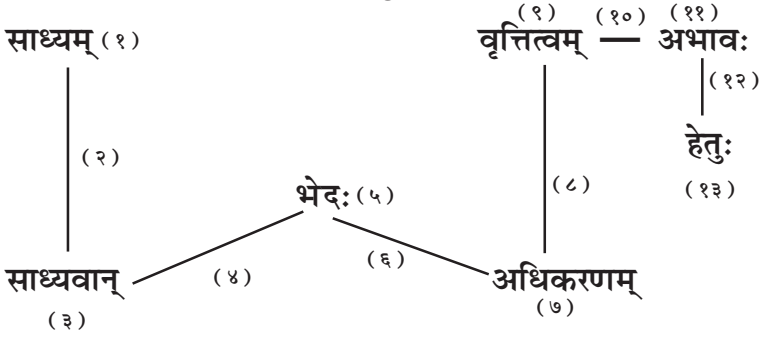 (९) (१०) (११)
साध्यम् (१) वृत्तित्वम् — अभावः
(१२)
हेतुः
(२) (८) (१३)
भेदः (५)
(४) (६)
साध्यवान् अधिकरणम्
(३) (७)